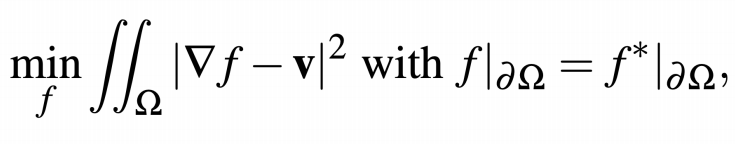 min_f ∬_Ω |∇f − **v**|² with f|_∂Ω = f*|_∂Ω,